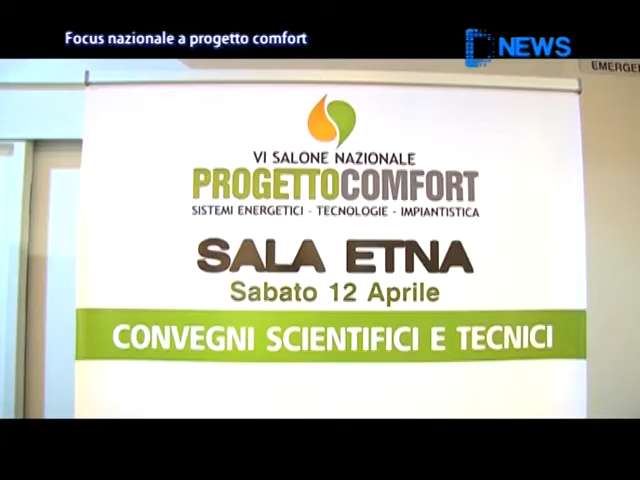 Focus nazionale a progetto comfort
D NEWS
EMERGE
VI SALONE NAZIONALE
PROGETTOCOMFORT
SISTEMI ENERGETICI - TECNOLOGIE - IMPIANTISTICA
SALA ETNA
Sabato 12 Aprile
CONVEGNI SCIENTIFICI E TECNICI